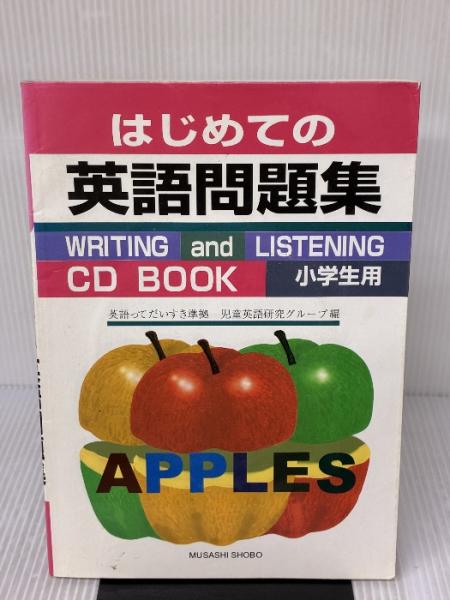 はじめての
英語問題集
WRITING and LISTENING
CD BOOK 小学生用
英語ってだいすき準拠 児童英語研究グループ編
APPLES
MUSASHI SHOBO